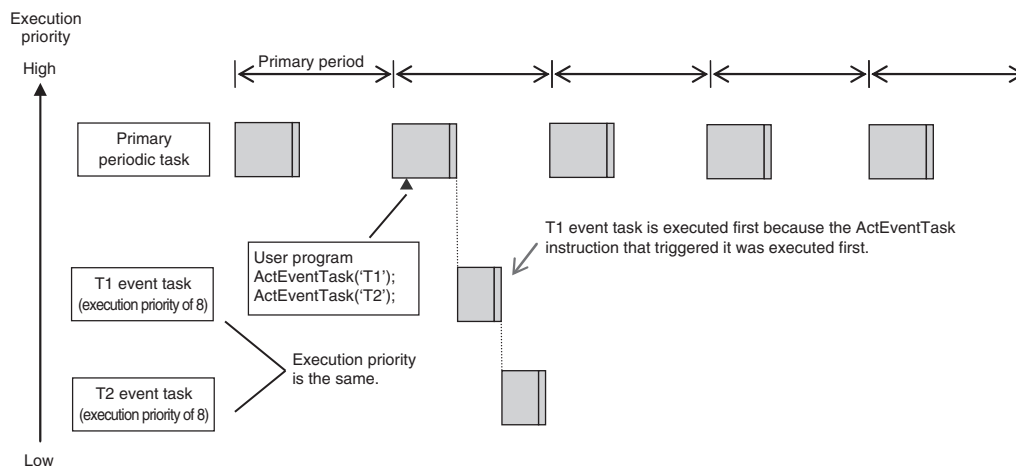 Execution
priority
High
Primary period
Primary
periodic task
T1 event task is executed first because the ActEventTask
instruction that triggered it was executed first.
User program
ActEventTask(‘T1’);
ActEventTask(‘T2’);
T1 event task
(execution priority of 8)
Execution priority
is the same.
T2 event task
(execution priority of 8)
Low